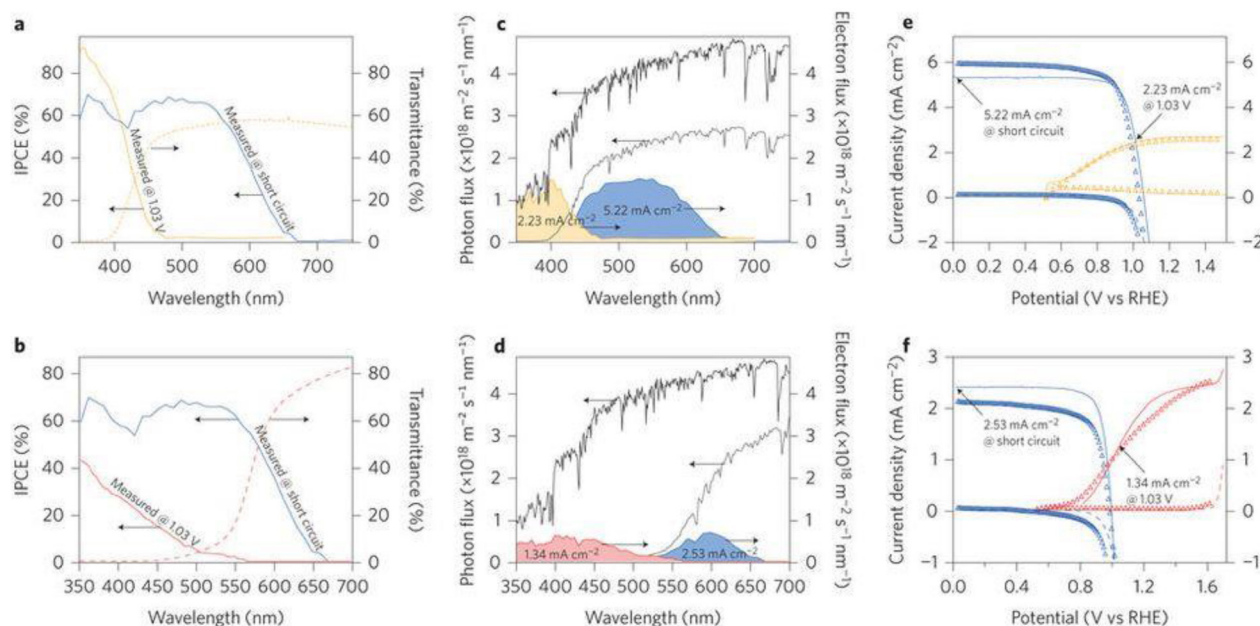 a
IPCE (%)
80
60
40
20
0
Measured @ 1.03 V
Measured @ short circuit
80
60
40
20
0
Transmittance (%)
400
500
600
700
Wavelength (nm)
c
Photon flux (×10¹⁸ m⁻² s⁻¹ nm⁻¹)
4
3
2
1
0
2.23 mA cm⁻²
5.22 mA cm⁻²
4
3
2
1
0
Electron flux (×10¹⁸ m⁻² s⁻¹ nm⁻¹)
400
500
600
700
Wavelength (nm)
e
Current density (mA cm⁻²)
6
4
2
0
−2
5.22 mA cm⁻²
@ short circuit
2.23 mA cm⁻²
@ 1.03 V
6
4
2
0
−2
0.0
0.2
0.4
0.6
0.8
1.0
1.2
1.4
Potential (V vs RHE)
b
IPCE (%)
80
60
40
20
0
Measured @ 1.03 V
Measured @ short circuit
80
60
40
20
0
Transmittance (%)
350
400
450
500
550
600
650
700
Wavelength (nm)
d
Photon flux (×10¹⁸ m⁻² s⁻¹ nm⁻¹)
4
3
2
1
0
1.34 mA cm⁻²
2.53 mA cm⁻²
4
3
2
1
0
Electron flux (×10¹⁸ m⁻² s⁻¹ nm⁻¹)
350
400
450
500
550
600
650
700
Wavelength (nm)
f
Current density (mA cm⁻²)
3
2
1
0
−1
2.53 mA cm⁻²
@ short circuit
1.34 mA cm⁻²
@ 1.03 V
3
2
1
0
−1
0.0
0.4
0.8
1.2
1.6
Potential (V vs RHE)